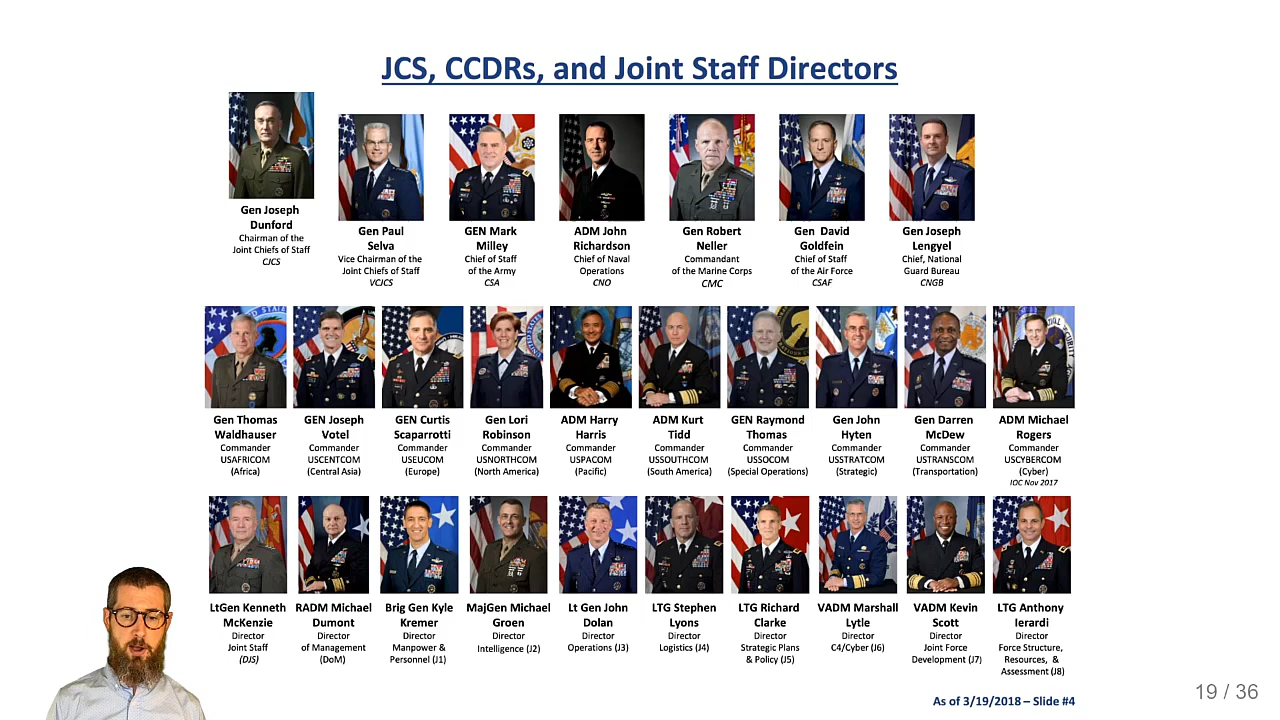 JCS, CCDRs, and Joint Staff Directors
Gen Joseph
Dunford
Chairman of the
Joint Chiefs of Staff
CJCS
Gen Paul
Selva
Vice Chairman of the
Joint Chiefs of Staff
VCJCS
GEN Mark
Milley
Chief of Staff
of the Army
CSA
ADM John
Richardson
Chief of Naval
Operations
CNO
Gen Robert
Neller
Commandant
of the Marine Corps
CMC
Gen David
Goldfein
Chief of Staff
of the Air Force
CSAF
Gen Joseph
Lengyel
Chief, National
Guard Bureau
CNGB
Gen Thomas
Waldhauser
Commander
USAFRICOM
(Africa)
GEN Joseph
Votel
Commander
USCENTCOM
(Central Asia)
GEN Curtis
Scaparrotti
Commander
USEUCOM
(Europe)
Gen Lori
Robinson
Commander
USNORTHCOM
(North America)
ADM Harry
Harris
Commander
USPACOM
(Pacific)
ADM Kurt
Tidd
Commander
USSOUTHCOM
(South America)
GEN Raymond
Thomas
Commander
USSOCOM
(Special Operations)
Gen John
Hyten
Commander
USSTRATCOM
(Strategic)
Gen Darren
McDew
Commander
USTRANSCOM
(Transportation)
ADM Michael
Rogers
Commander
USCYBERCOM
(Cyber)
IOC Nov 2017
LtGen Kenneth
McKenzie
Director
Joint Staff
(DJS)
RADM Michael
Dumont
Director
of Management
(DoM)
Brig Gen Kyle
Kremer
Director
Manpower &
Personnel (J1)
MajGen Michael
Groen
Director
Intelligence (J2)
Lt Gen John
Dolan
Director
Operations (J3)
LTG Stephen
Lyons
Director
Logistics (J4)
LTG Richard
Clarke
Director
Strategic Plans
& Policy (J5)
VADM Marshall
Lytle
Director
C4/Cyber (J6)
VADM Kevin
Scott
Director
Joint Force
Development (J7)
LTG Anthony
Ierardi
Director
Force Structure,
Resources, &
Assessment (J8)
As of 3/19/2018 – Slide #4
19 / 36